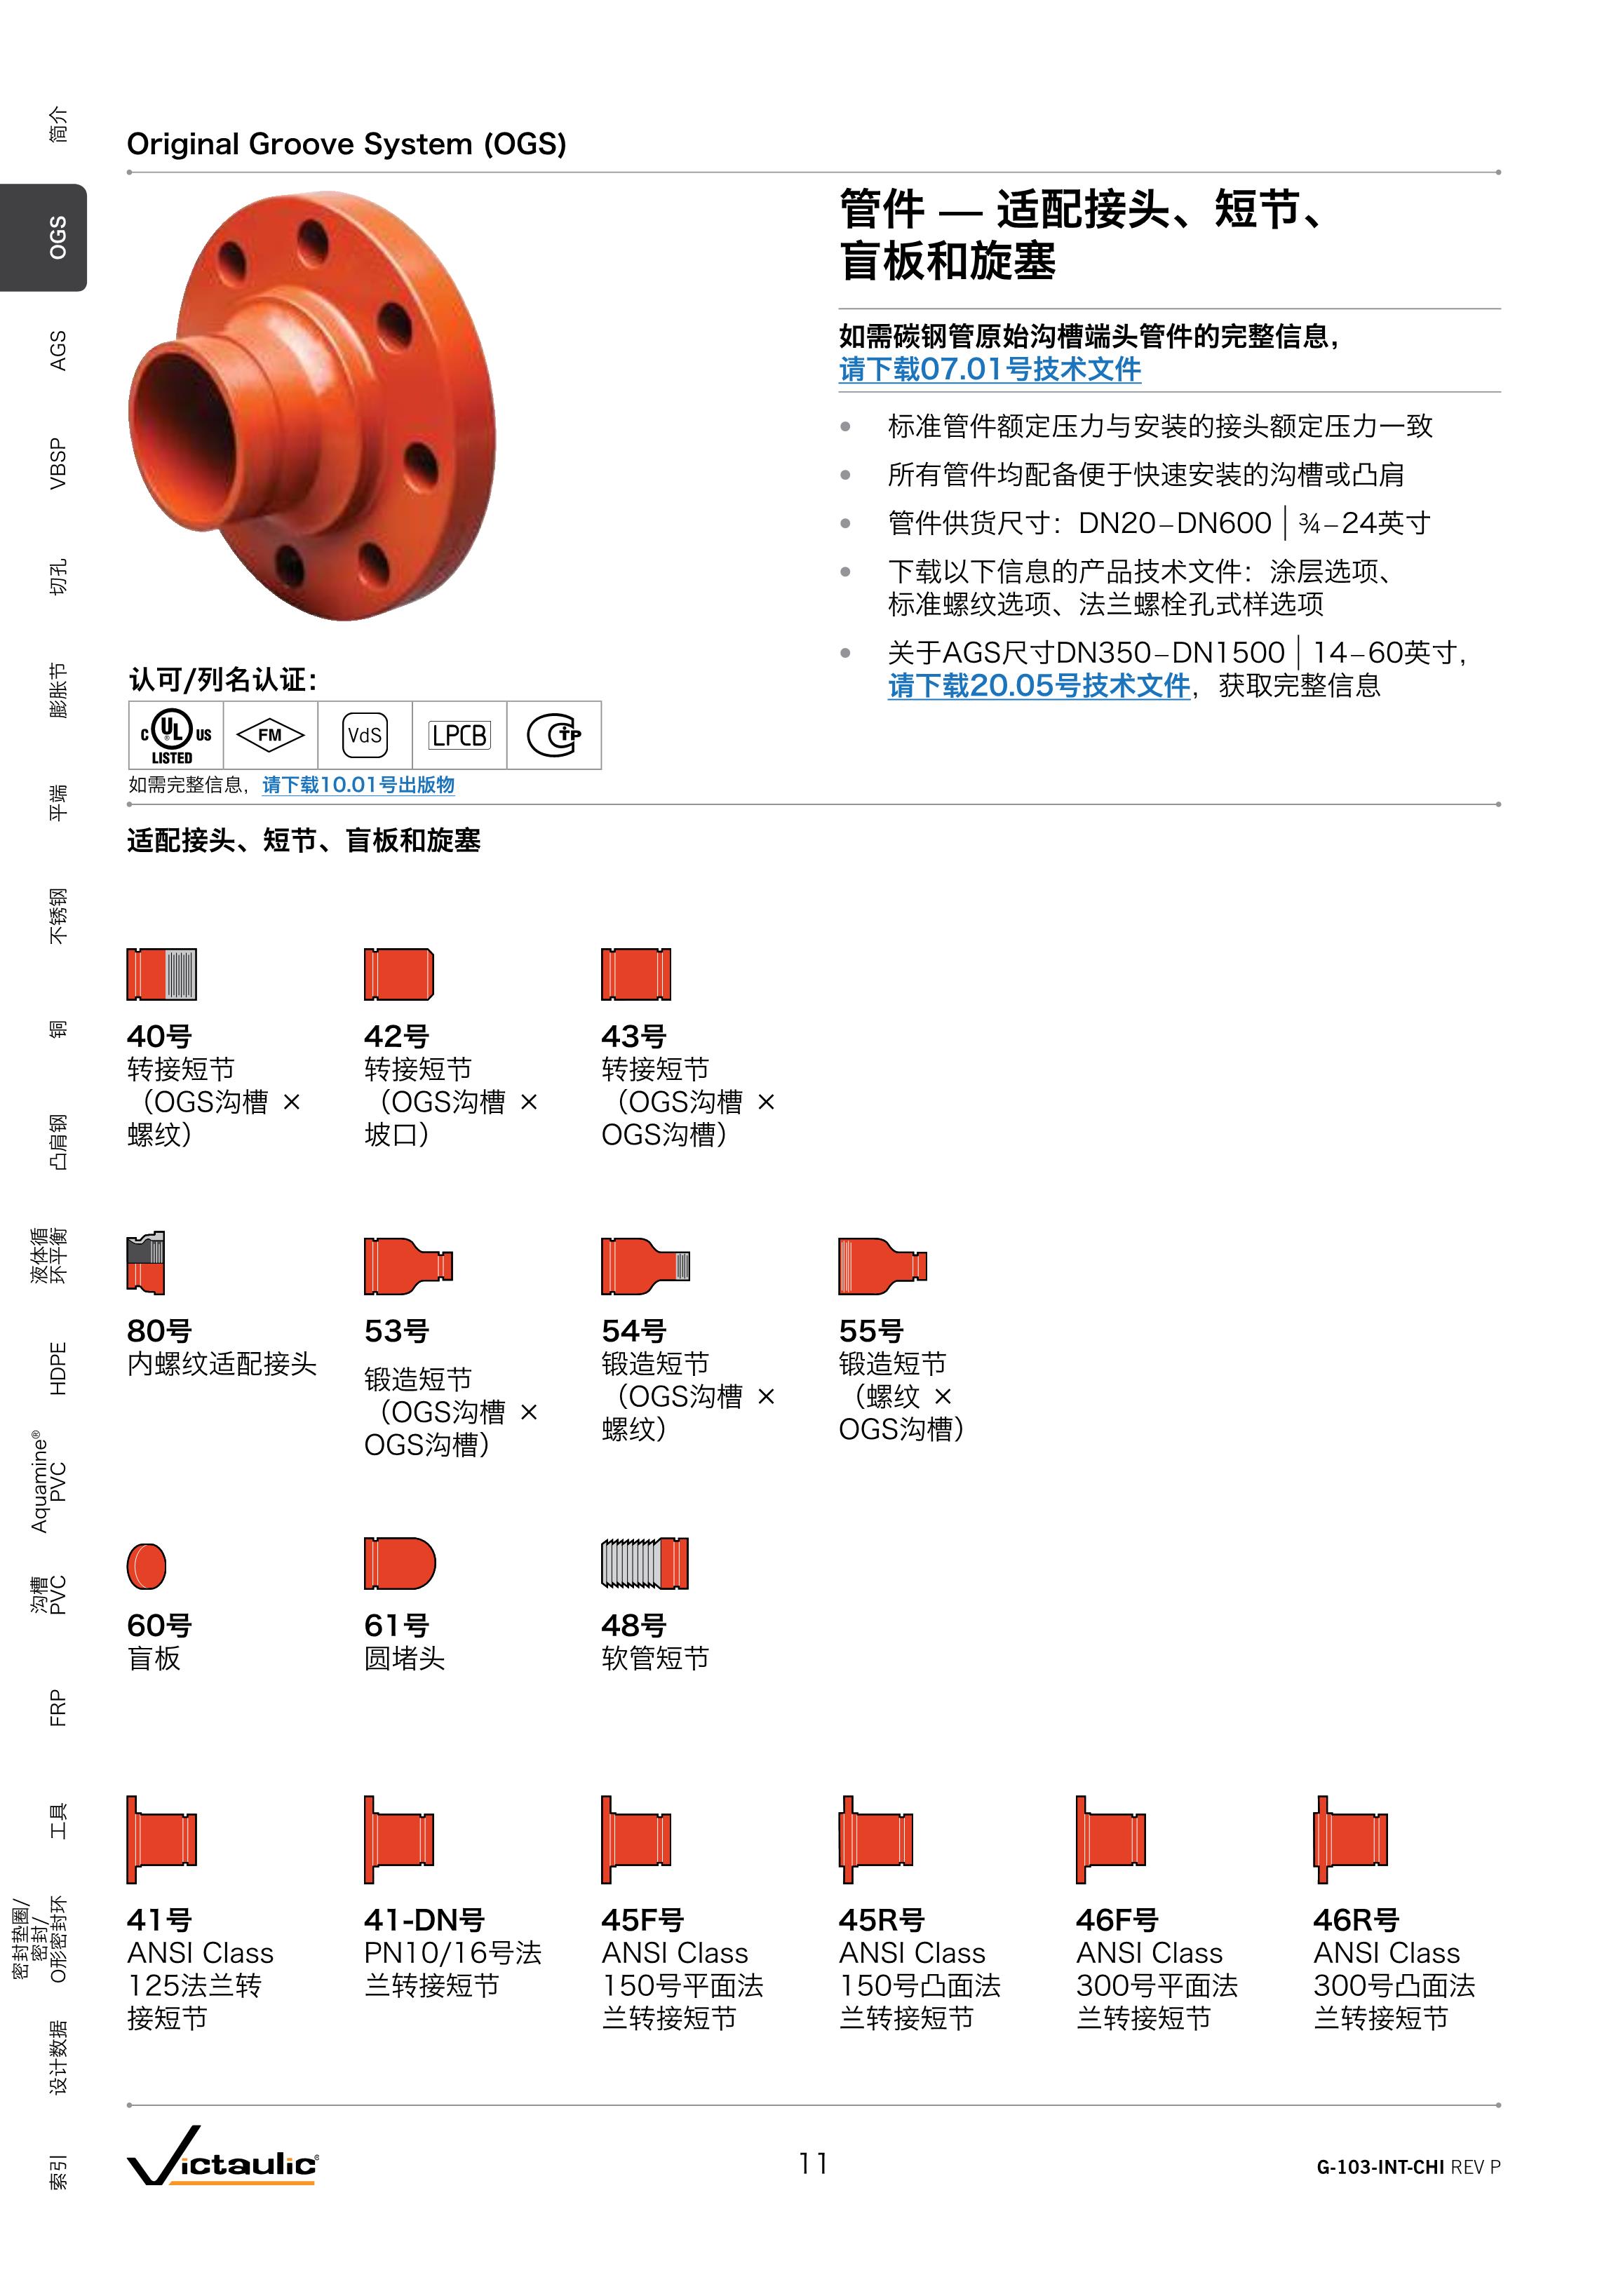 Original Groove System (OGS)
管件 — 适配接头、短节、
盲板和旋塞
如需碳钢管原始沟槽端头管件的完整信息，
请下载07.01号技术文件
● 标准管件额定压力与安装的接头额定压力一致
● 所有管件均配备便于快速安装的沟槽或凸肩
● 管件供货尺寸：DN20–DN600 | ¾–24英寸
● 下载以下信息的产品技术文件：涂层选项、
标准螺纹选项、法兰螺栓孔式样选项
● 关于AGS尺寸DN350–DN1500 | 14–60英寸，
请下载20.05号技术文件，获取完整信息
认可/列名认证：
C UL ® US
LISTED
FM
VdS
LPCB
CTP
如需完整信息，请下载10.01号出版物
适配接头、短节、盲板和旋塞
40号
转接短节
（OGS沟槽 ×
螺纹）
42号
转接短节
（OGS沟槽 ×
坡口）
43号
转接短节
（OGS沟槽 ×
OGS沟槽）
80号
内螺纹适配接头
53号
锻造短节
（OGS沟槽 ×
OGS沟槽）
54号
锻造短节
（OGS沟槽 ×
螺纹）
55号
锻造短节
（螺纹 ×
OGS沟槽）
60号
盲板
61号
圆堵头
48号
软管短节
41号
ANSI Class
125法兰转
接短节
41-DN号
PN10/16号法
兰转接短节
45F号
ANSI Class
150号平面法
兰转接短节
45R号
ANSI Class
150号凸面法
兰转接短节
46F号
ANSI Class
300号平面法
兰转接短节
46R号
ANSI Class
300号凸面法
兰转接短节
简介
OGS
AGS
VBSP
切孔
膨胀节
平端
不锈钢
铜
凸肩钢
液体循
环平衡
HDPE
Aquamine®
PVC
沟槽
PVC
FRP
工具
密封垫圈/
密封/
O形密封环
设计数据
索引
Victaulic®
11
G-103-INT-CHI REV P